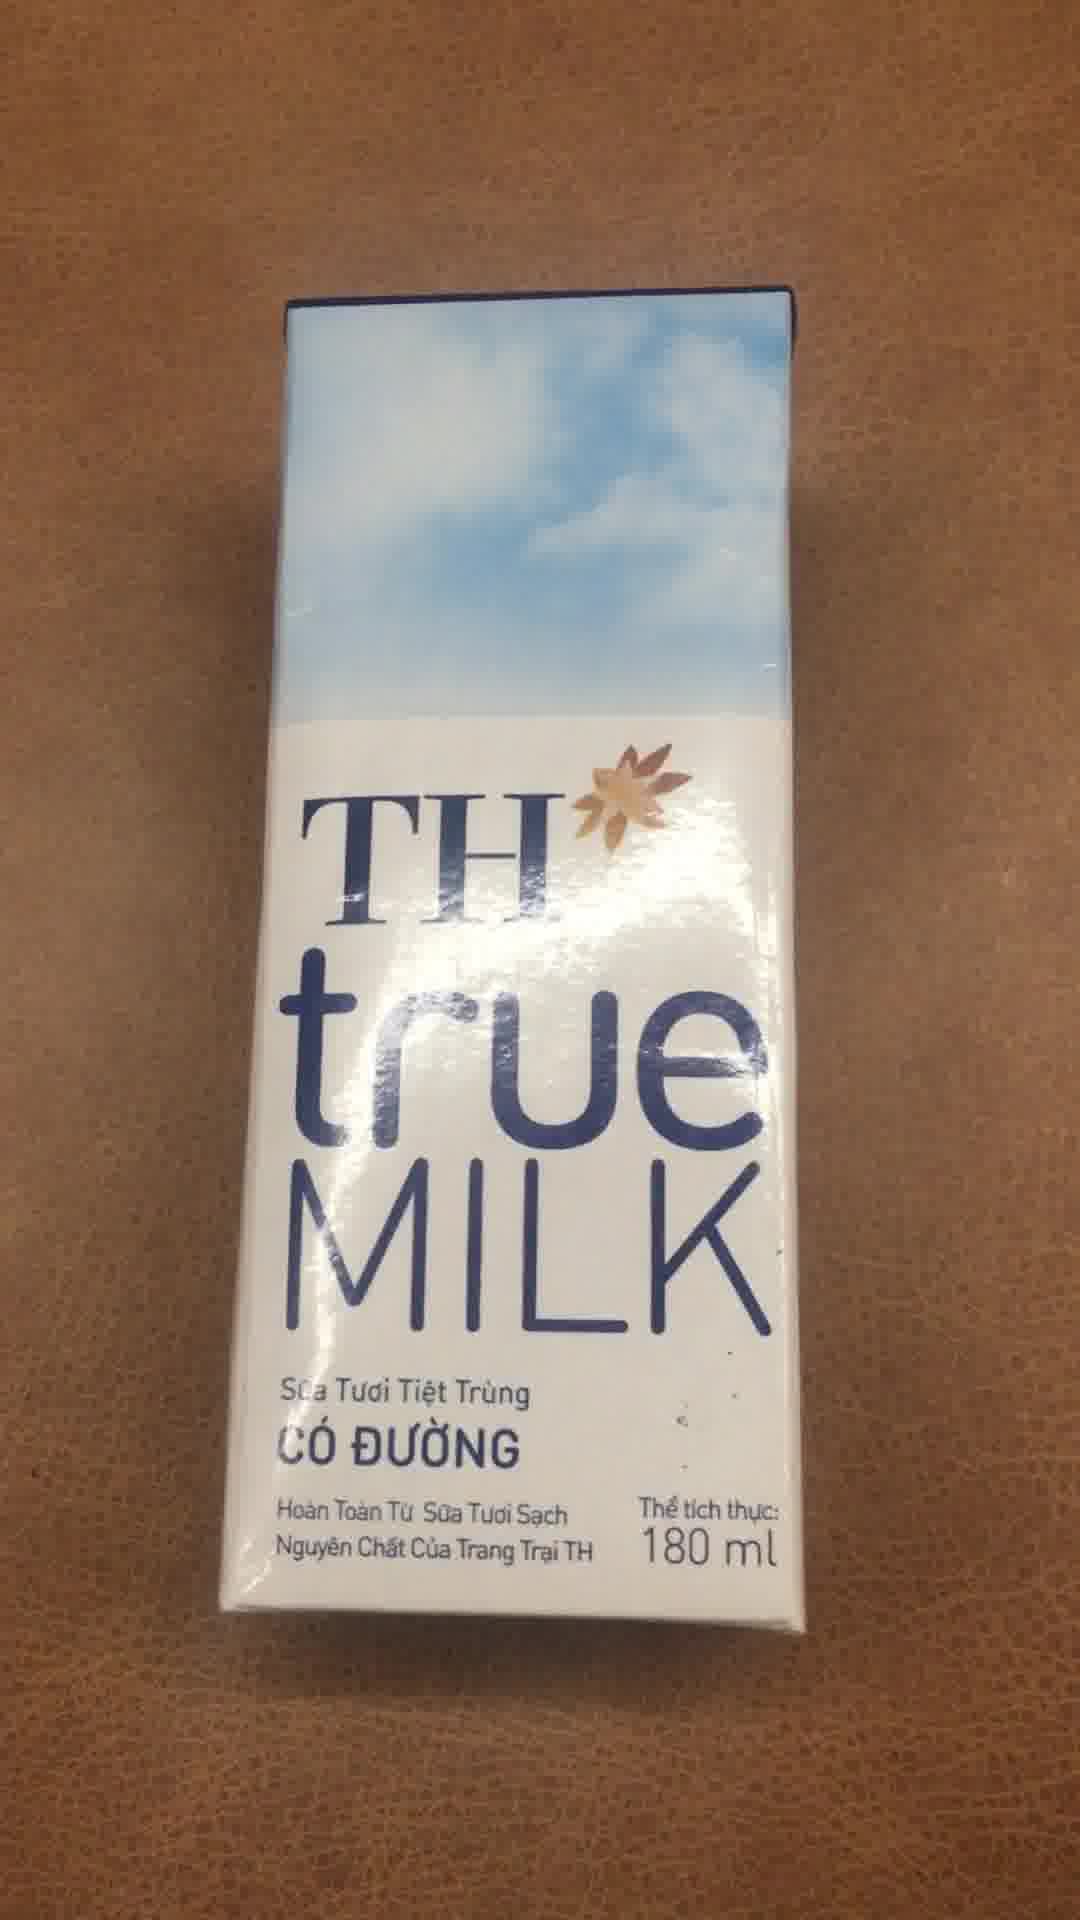 TH
true
MILK
Sữa Tươi Tiệt Trùng
CÓ ĐƯỜNG
Hoàn Toàn Từ Sữa Tươi Sạch
Nguyên Chất Của Trang Trại TH
Thể tích thực:
180 ml